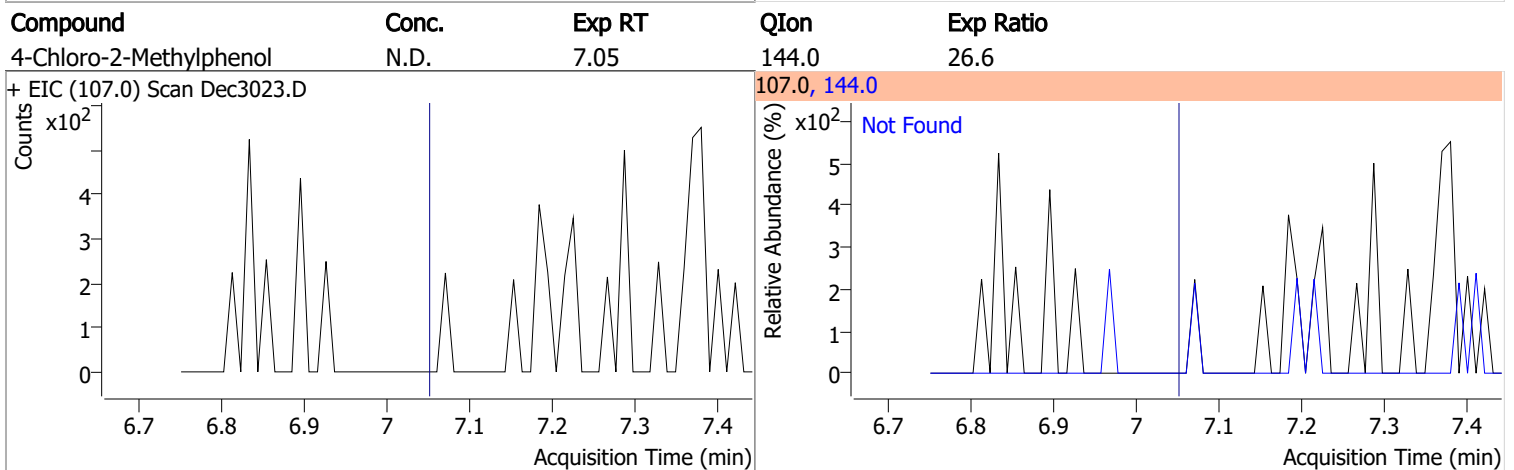 Compound Conc. Exp RT QIon Exp Ratio
4-Chloro-2-Methylphenol N.D. 7.05 144.0 26.6
+ EIC (107.0) Scan Dec3023.D
Counts
x10²
4
3
2
1
0
6.7 6.8 6.9 7 7.1 7.2 7.3 7.4
Acquisition Time (min)
107.0, 144.0
Relative Abundance (%)
x10²
Not Found
5
4
3
2
1
0
6.7 6.8 6.9 7 7.1 7.2 7.3 7.4
Acquisition Time (min)